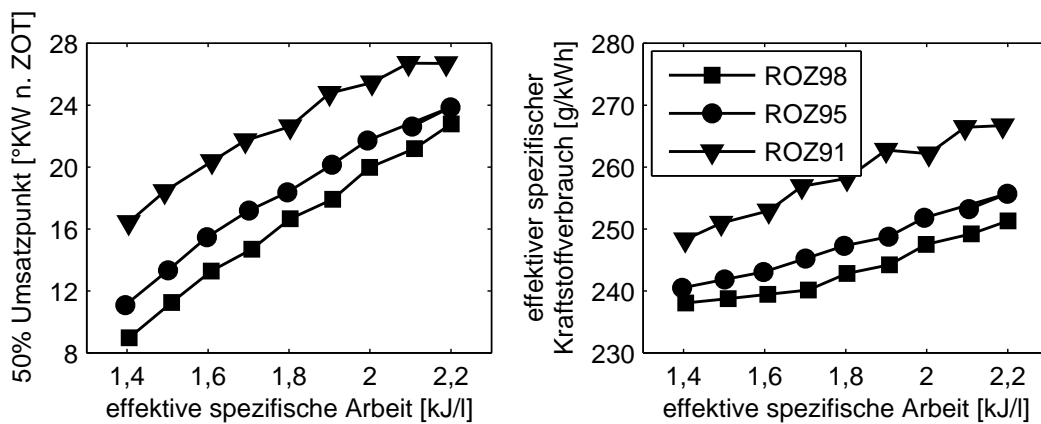 50% Umsatzpunkt [°KW n. ZOT]
28
24
20
16
12
8
1,4
1,6
1,8
2
2,2
effektive spezifische Arbeit [kJ/l]
effektiver spezifischer
Kraftstoffverbrauch [g/kWh]
280
270
260
250
240
230
ROZ98
ROZ95
ROZ91
1,4
1,6
1,8
2
2,2
effektive spezifische Arbeit [kJ/l]